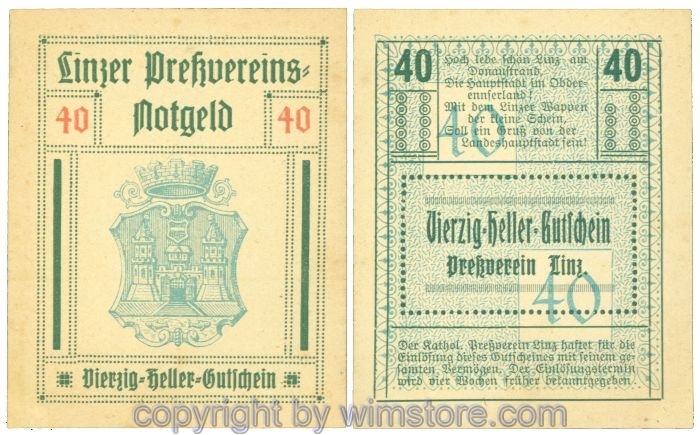 Linzer Preßvereins-
Notgeld
40 40
Vierzig-Heller-Gutschein
40 40
Hoch lebe schön Linz am
Donaustrand,
Die Hauptstadt im Obder-
ennserland!
Mit dem Linzer Wappen
der kleine Schein,
Soll ein Gruß von der
Landeshauptstadt sein!
40
Vierzig-Heller-Gutschein
Preßverein Linz.
40
Der Kathol. Preßverein Linz haftet für die
Einlösung dieses Gutscheines mit seinem ge-
samten Vermögen. Der Einlösungstermin
wird vier Wochen früher bekanntgegeben.
copyright by wimstore.com